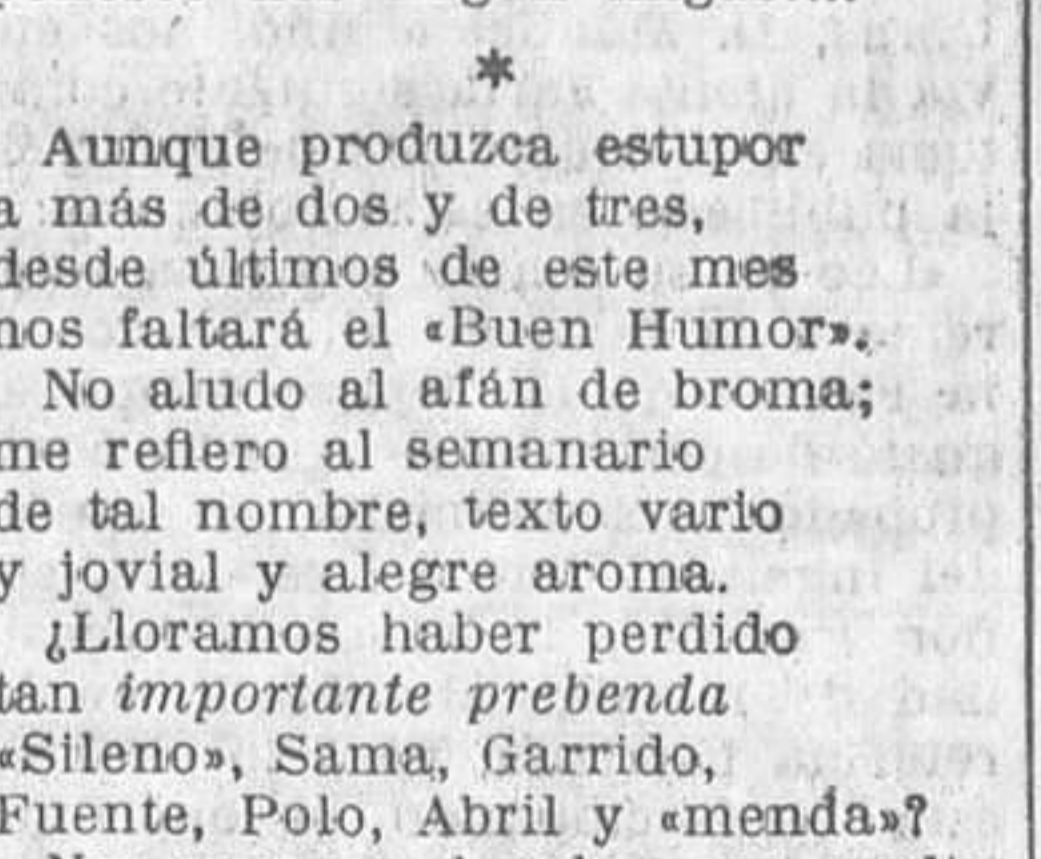 *
Aunque produzca estupor
a más de dos y de tres,
desde últimos de este mes
nos faltará el «Buen Humor».
No aludo al afán de broma;
me refiero al semanario
de tal nombre, texto vario
y jovial y alegre aroma.
¿Lloramos haber perdido
tan importante prebenda
«Sileno», Sama, Garrido,
Fuente, Polo, Abril y «menda»?